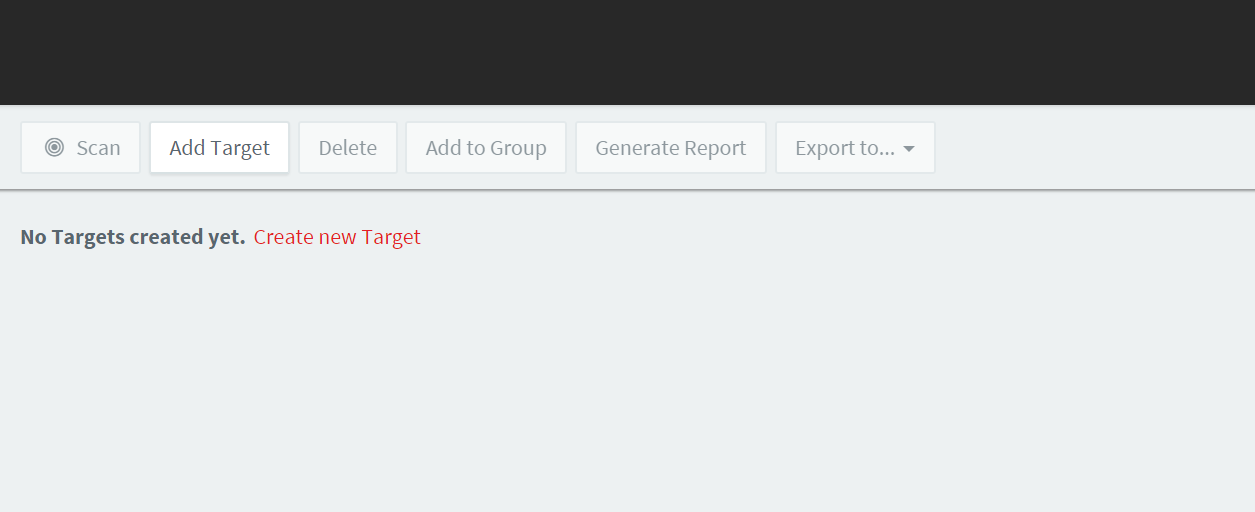 Scan Add Target Delete Add to Group Generate Report Export to...
No Targets created yet. Create new Target